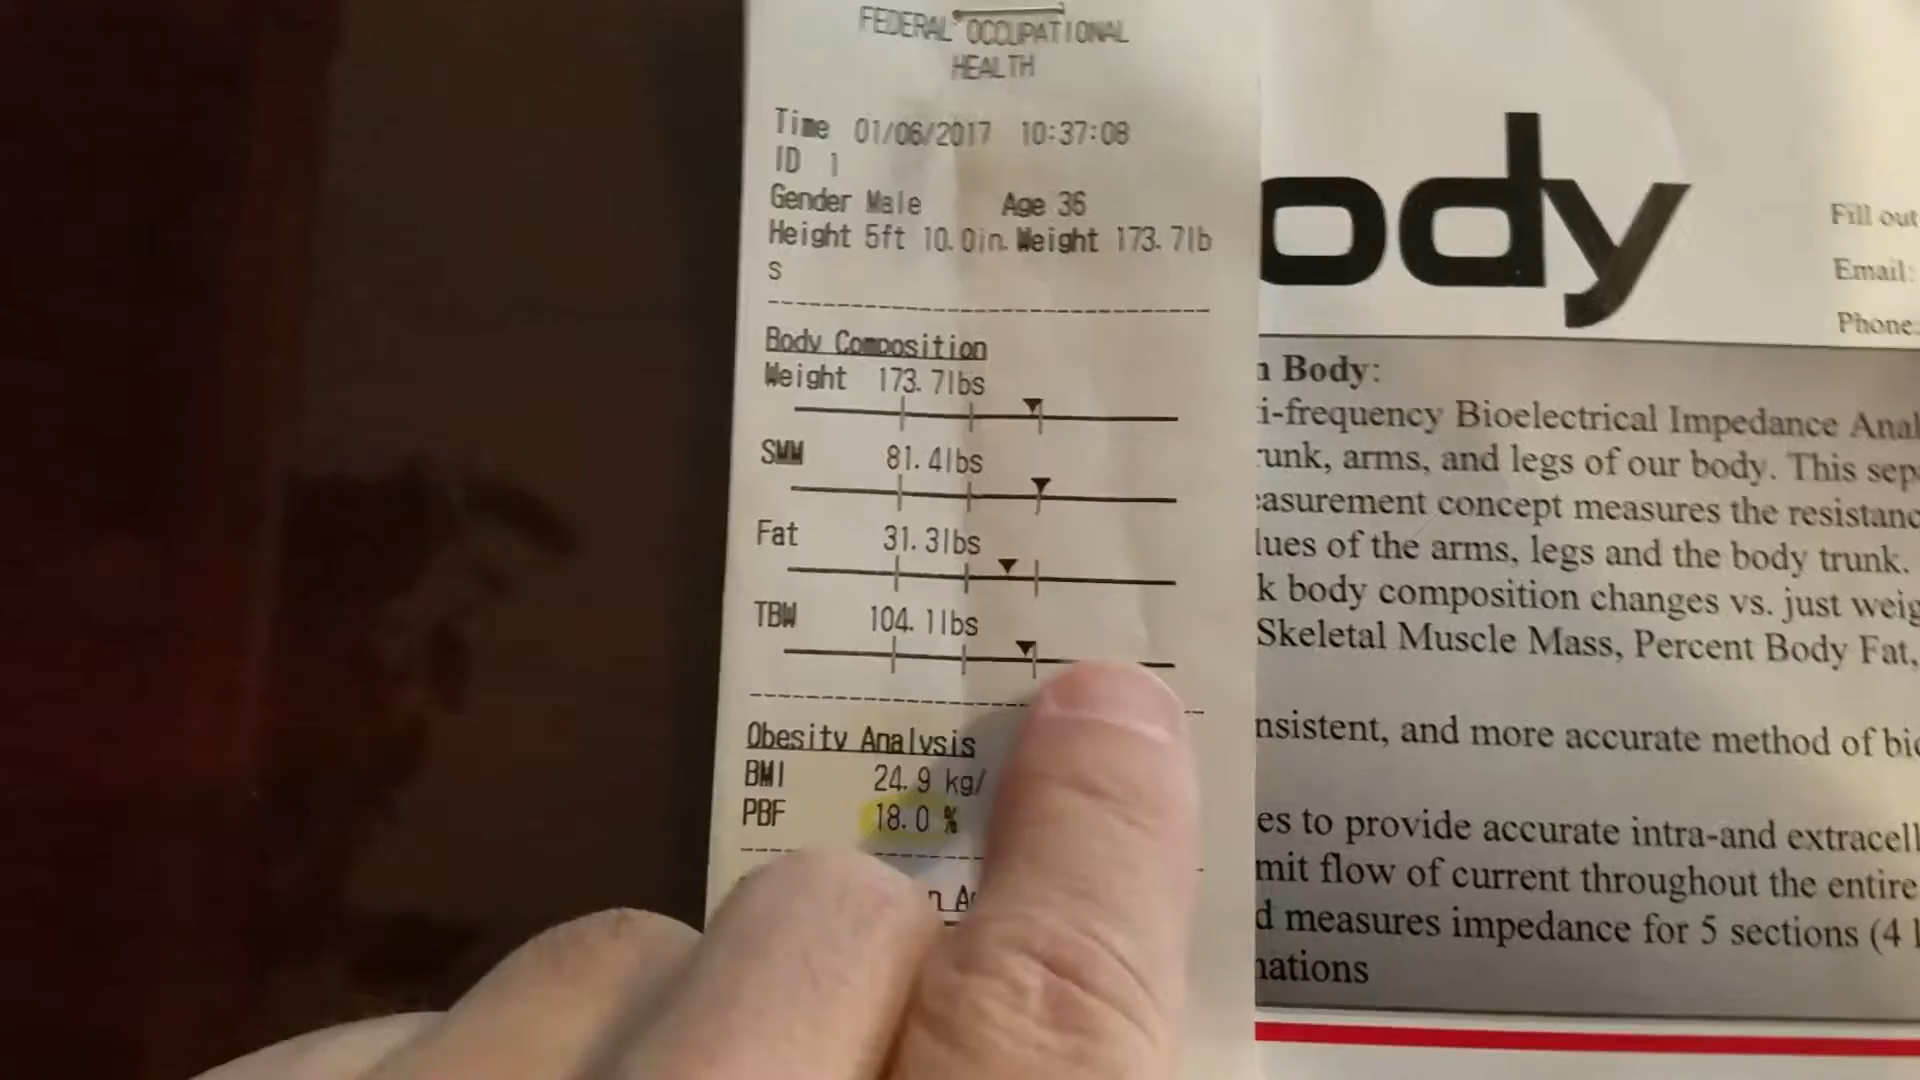 FEDERAL OCCUPATIONAL
HEALTH
Time 01/06/2017 10:37:08
ID 1
Gender Male Age 36
Height 5ft 10.0in. Weight 173.7lb
s
Body Composition
Weight 173.7lbs
SMM 81.4lbs
Fat 31.3lbs
TBW 104.1lbs
Obesity Analysis
BMI 24.9 kg/
PBF 18.0 %
ody
Fill out
Email:
Phone:
n Body:
i-frequency Bioelectrical Impedance Anal
runk, arms, and legs of our body. This sep
easurement concept measures the resistanc
lues of the arms, legs and the body trunk.
k body composition changes vs. just weig
Skeletal Muscle Mass, Percent Body Fat,
nsistent, and more accurate method of bio
es to provide accurate intra-and extracell
mit flow of current throughout the entire
d measures impedance for 5 sections (4 l
nations